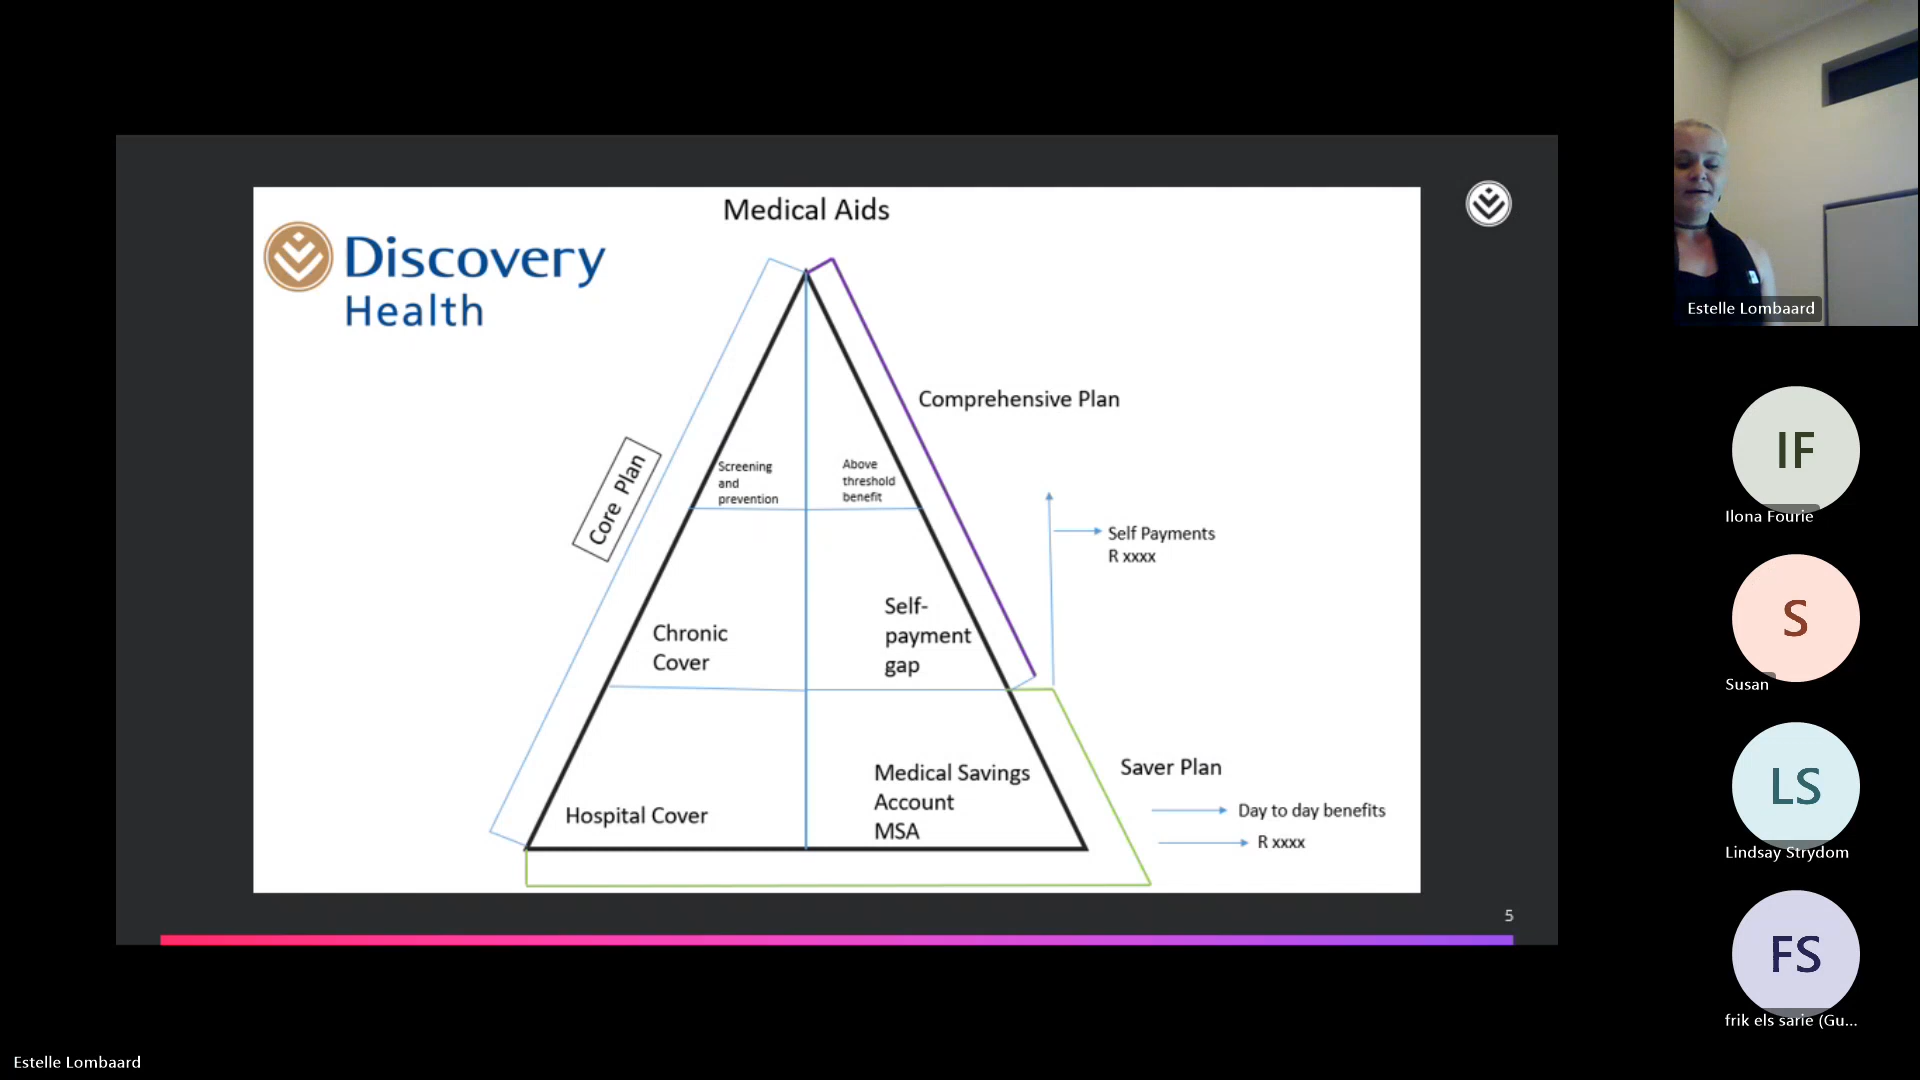 Medical Aids
Discovery
Health
Comprehensive Plan
Core Plan
Screening
and
prevention
Above
threshold
benefit
Self Payments
R xxxx
Chronic
Cover
Self-
payment
gap
Hospital Cover
Medical Savings
Account
MSA
Saver Plan
Day to day benefits
R xxxx
5
Estelle Lombaard
IF
Ilona Fourie
S
Susan
LS
Lindsay Strydom
FS
frik els sarie (Gu...
Estelle Lombaard